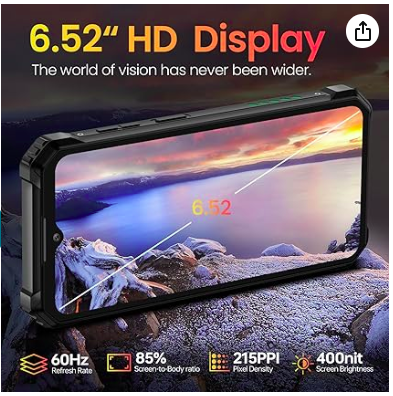 6.52“ HD Display
The world of vision has never been wider.
6.52
60Hz
Refresh Rate
85%
Screen-to-Body ratio
215PPI
Pixel Density
400nit
Screen Brightness